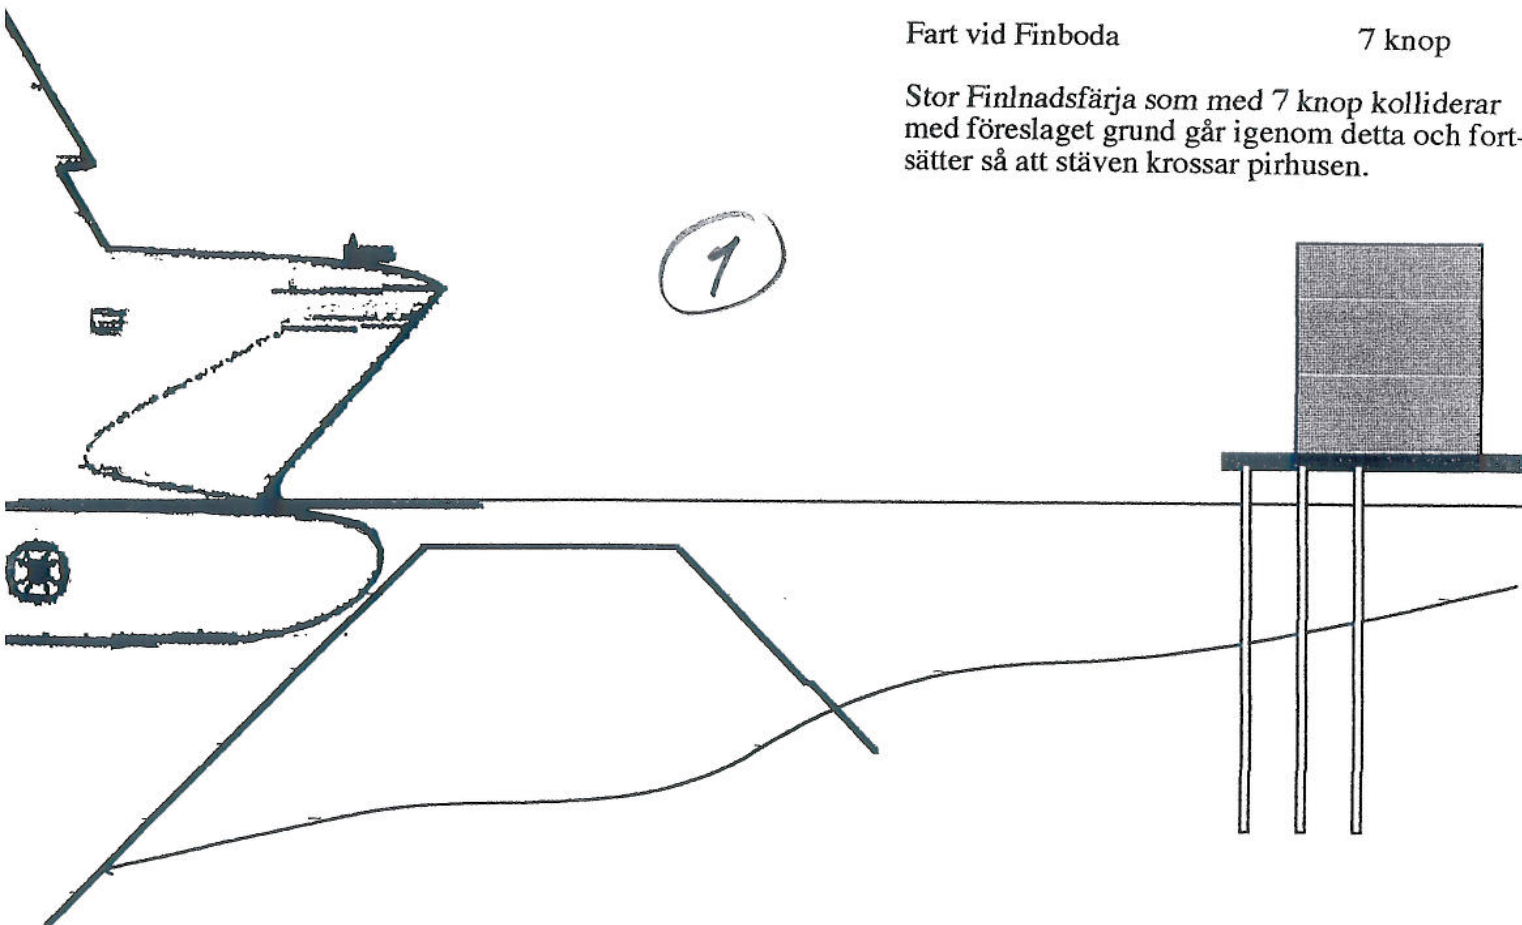 Fart vid Finboda 7 knop
Stor Finlnadsfärja som med 7 knop kolliderar
med föreslaget grund går igenom detta och fort-
sätter så att stäven krossar pirhusen.
1